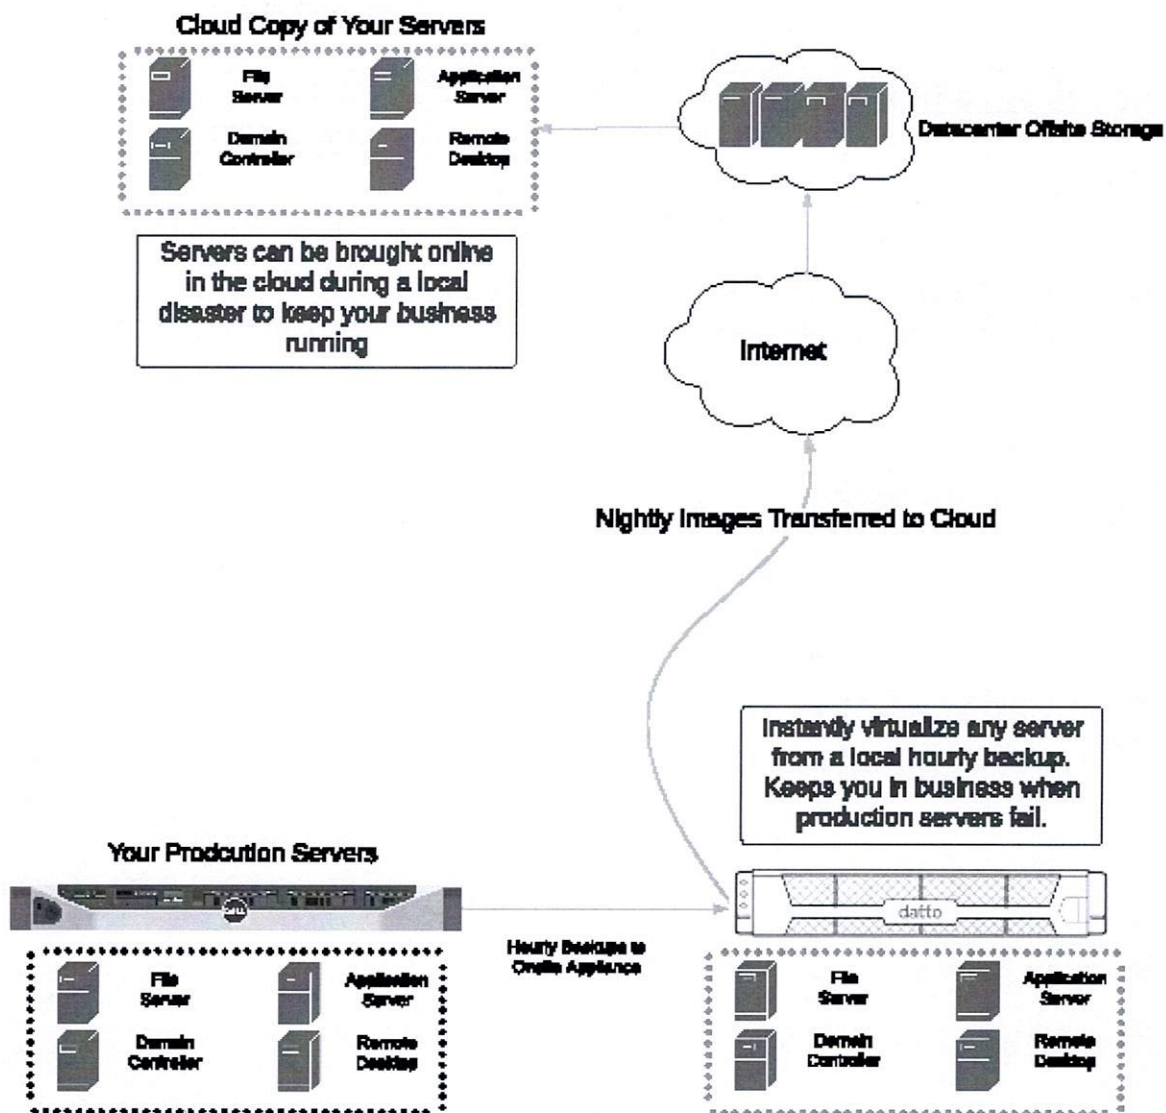 Cloud Copy of Your Servers
File
Server
Application
Server
Domain
Controller
Remote
Desktop
Datacenter Offsite Storage
Servers can be brought online
in the cloud during a local
disaster to keep your business
running
Internet
Nightly Images Transferred to Cloud
Instantly virtualize any server
from a local hourly backup.
Keeps you in business when
production servers fail.
Your Prodcution Servers
DELL
datto
Hourly Backups to
Onsite Appliance
File
Server
Application
Server
Domain
Controller
Remote
Desktop
File
Server
Application
Server
Domain
Controller
Remote
Desktop